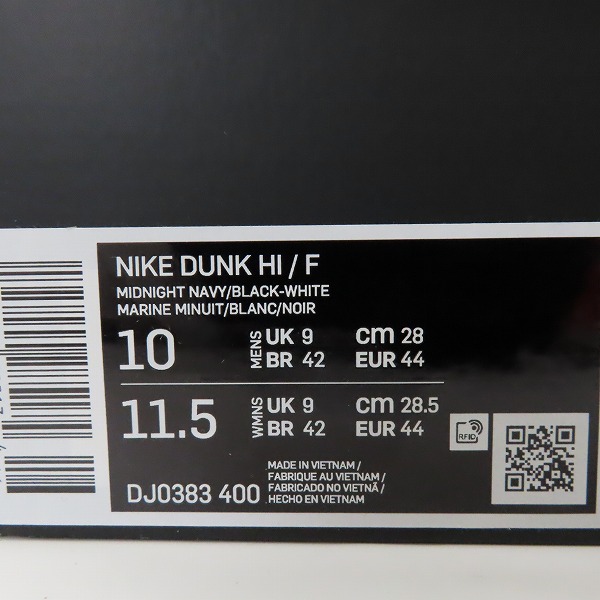 NIKE DUNK HI / F
MIDNIGHT NAVY/BLACK-WHITE
MARINE MINUIT/BLANC/NOIR
10 MENS UK 9 cm 28
BR 42 EUR 44
11.5 WMNS UK 9 cm 28.5
BR 42 EUR 44
RFID
DJ0383 400
MADE IN VIETNAM /
FABRIQUE AU VIETNAM /
FABRICADO NO VIETNÃ /
HECHO EN VIETNAM